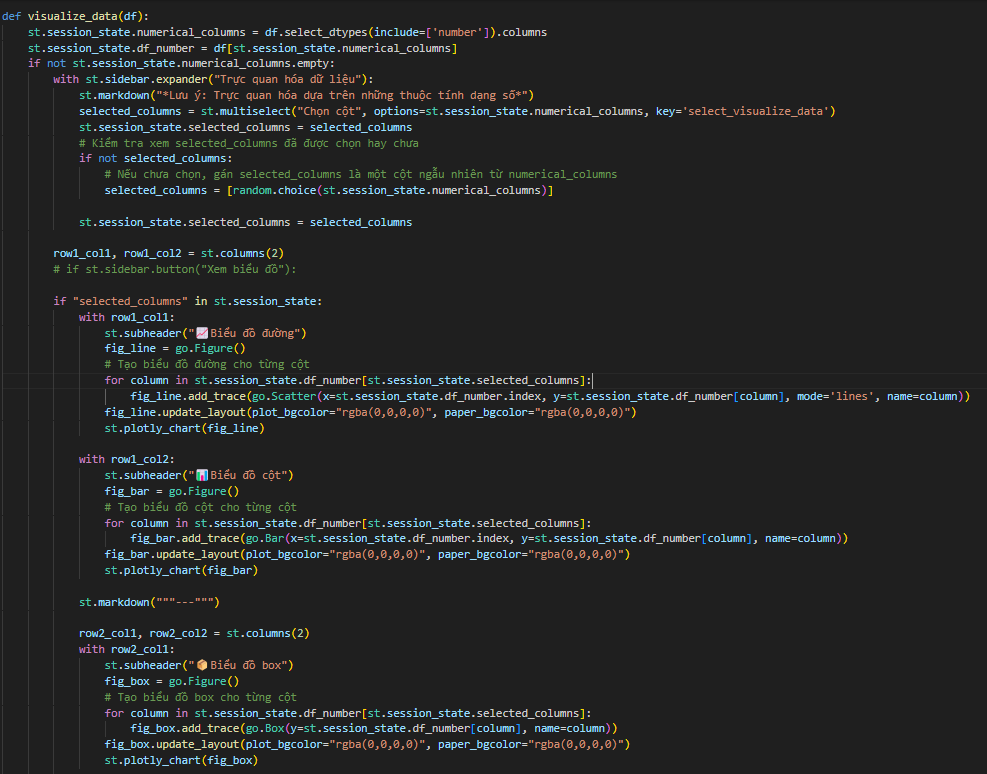 def visualize_data(df):
    st.session_state.numerical_columns = df.select_dtypes(include=['number']).columns
    st.session_state.df_number = df[st.session_state.numerical_columns]
    if not st.session_state.numerical_columns.empty:
        with st.sidebar.expander("Trực quan hóa dữ liệu"):
            st.markdown("*Lưu ý: Trực quan hóa dựa trên những thuộc tính dạng số*")
            selected_columns = st.multiselect("Chọn cột", options=st.session_state.numerical_columns, key='select_visualize_data')
            st.session_state.selected_columns = selected_columns
            # Kiểm tra xem selected_columns đã được chọn hay chưa
            if not selected_columns:
                # Nếu chưa chọn, gán selected_columns là một cột ngẫu nhiên từ numerical_columns
                selected_columns = [random.choice(st.session_state.numerical_columns)]

            st.session_state.selected_columns = selected_columns

        row1_col1, row1_col2 = st.columns(2)
        # if st.sidebar.button("Xem biểu đồ"):

        if "selected_columns" in st.session_state:
            with row1_col1:
                st.subheader("📈Biểu đồ đường")
                fig_line = go.Figure()
                # Tạo biểu đồ đường cho từng cột
                for column in st.session_state.df_number[st.session_state.selected_columns]:
                    fig_line.add_trace(go.Scatter(x=st.session_state.df_number.index, y=st.session_state.df_number[column], mode='lines', name=column))
                fig_line.update_layout(plot_bgcolor="rgba(0,0,0,0)", paper_bgcolor="rgba(0,0,0,0)")
                st.plotly_chart(fig_line)

            with row1_col2:
                st.subheader("📊Biểu đồ cột")
                fig_bar = go.Figure()
                # Tạo biểu đồ cột cho từng cột
                for column in st.session_state.df_number[st.session_state.selected_columns]:
                    fig_bar.add_trace(go.Bar(x=st.session_state.df_number.index, y=st.session_state.df_number[column], name=column))
                fig_bar.update_layout(plot_bgcolor="rgba(0,0,0,0)", paper_bgcolor="rgba(0,0,0,0)")
                st.plotly_chart(fig_bar)

            st.markdown("""---""")

            row2_col1, row2_col2 = st.columns(2)
            with row2_col1:
                st.subheader("📦Biểu đồ box")
                fig_box = go.Figure()
                # Tạo biểu đồ box cho từng cột
                for column in st.session_state.df_number[st.session_state.selected_columns]:
                    fig_box.add_trace(go.Box(y=st.session_state.df_number[column], name=column))
                fig_box.update_layout(plot_bgcolor="rgba(0,0,0,0)", paper_bgcolor="rgba(0,0,0,0)")
                st.plotly_chart(fig_box)